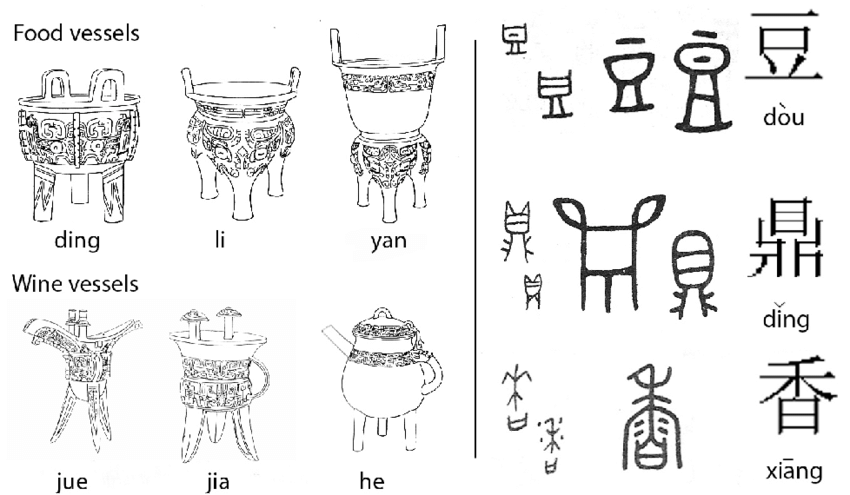 Food vessels
ding
li
yan
Wine vessels
jue
jia
he
豆
dòu
鼎
dǐng
香
xiāng